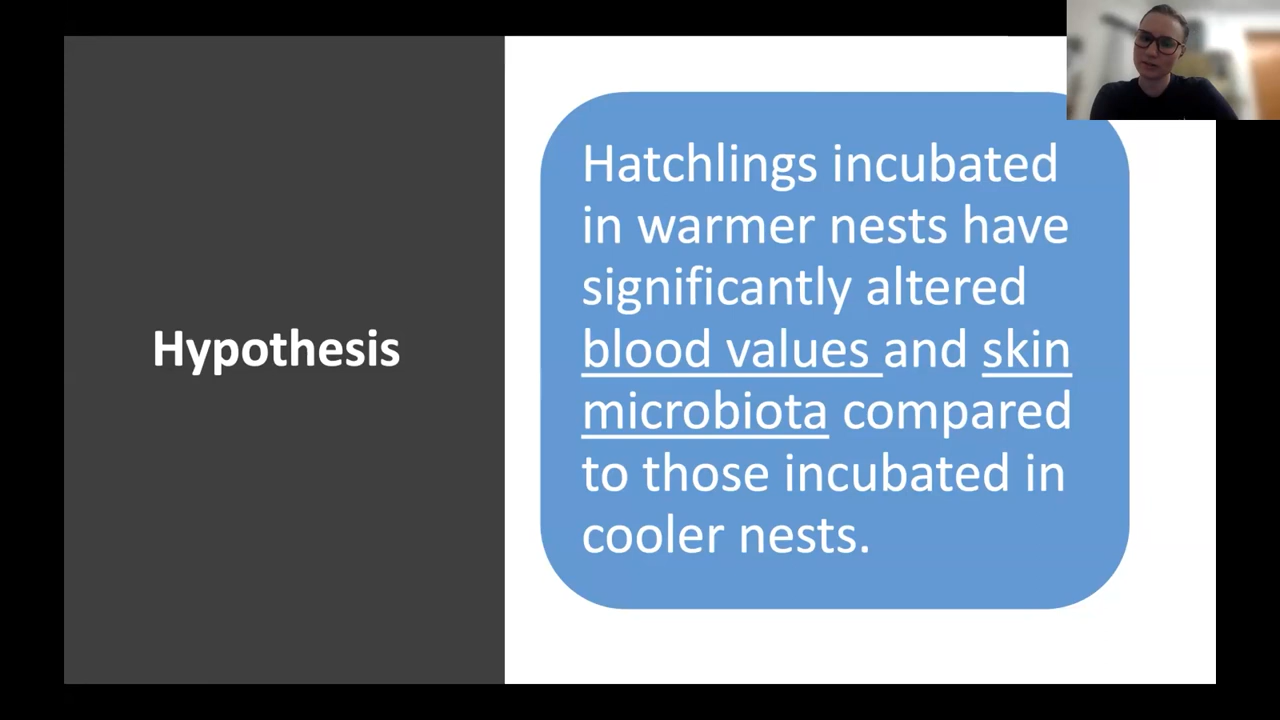 Hypothesis
Hatchlings incubated
in warmer nests have
significantly altered
blood values and skin
microbiota compared
to those incubated in
cooler nests.